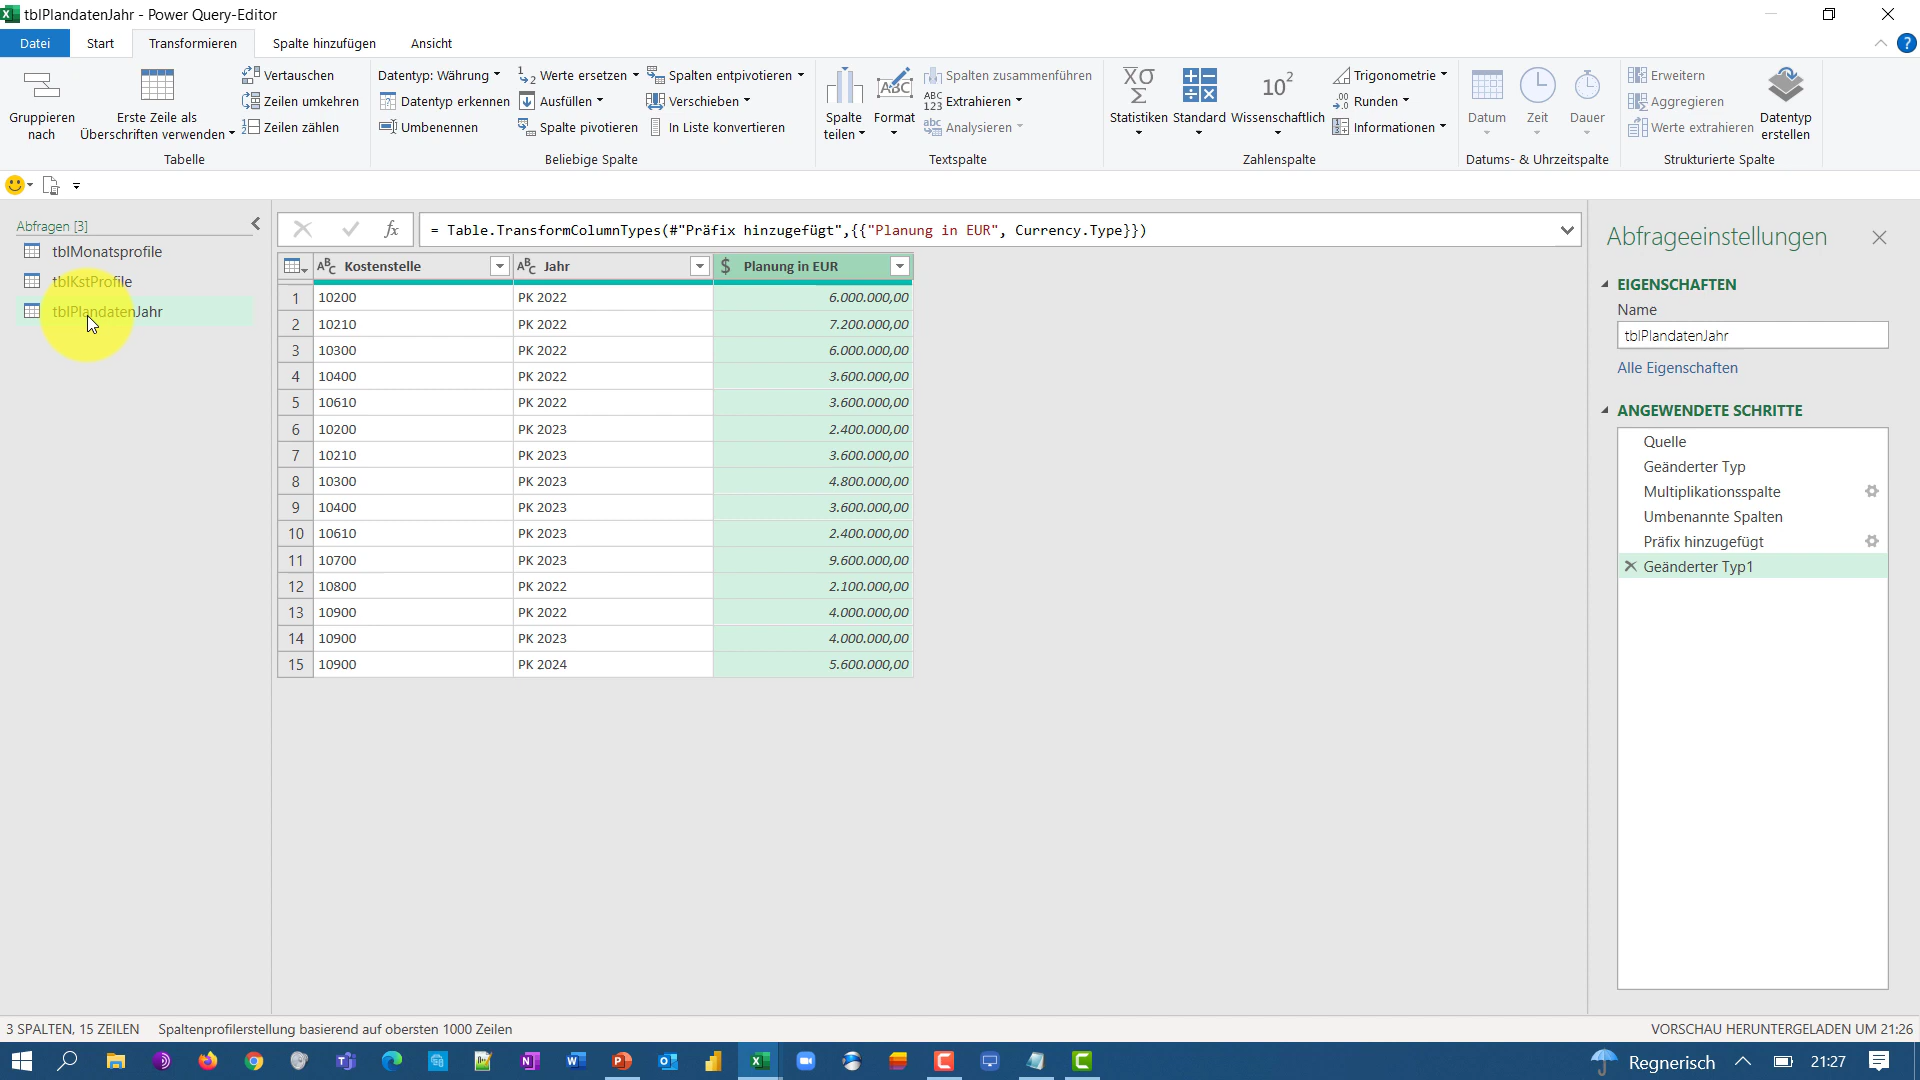 tblPlandatenJahr - Power Query-Editor
Datei Start Transformieren Spalte hinzufügen Ansicht
Gruppieren nach
Erste Zeile als Überschriften verwenden
Vertauschen
Zeilen umkehren
Zeilen zählen
Tabelle
Datentyp: Währung
Datentyp erkennen
Umbenennen
Werte ersetzen
Ausfüllen
Spalte pivotieren
Spalten entpivotieren
Verschieben
In Liste konvertieren
Beliebige Spalte
Spalte teilen
Format
Spalten zusammenführen
Extrahieren
Analysieren
Textspalte
Statistiken
Standard
Wissenschaftlich
Trigonometrie
Runden
Informationen
Zahlenspalte
Datum
Zeit
Dauer
Datums- & Uhrzeitspalte
Erweitern
Aggregieren
Werte extrahieren
Datentyp erstellen
Strukturierte Spalte
Abfragen [3]
tblMonatsprofile
tblKstProfile
tblPlandatenJahr
= Table.TransformColumnTypes(#"Präfix hinzugefügt",{{"Planung in EUR", Currency.Type}})
Kostenstelle Jahr Planung in EUR
1 10200 PK 2022 6.000.000,00
2 10210 PK 2022 7.200.000,00
3 10300 PK 2022 6.000.000,00
4 10400 PK 2022 3.600.000,00
5 10610 PK 2022 3.600.000,00
6 10200 PK 2023 2.400.000,00
7 10210 PK 2023 3.600.000,00
8 10300 PK 2023 4.800.000,00
9 10400 PK 2023 3.600.000,00
10 10610 PK 2023 2.400.000,00
11 10700 PK 2023 9.600.000,00
12 10800 PK 2022 2.100.000,00
13 10900 PK 2022 4.000.000,00
14 10900 PK 2023 4.000.000,00
15 10900 PK 2024 5.600.000,00
Abfrageeinstellungen
EIGENSCHAFTEN
Name
tblPlandatenJahr
Alle Eigenschaften
ANGEWENDETE SCHRITTE
Quelle
Geänderter Typ
Multiplikationsspalte
Umbenannte Spalten
Präfix hinzugefügt
Geänderter Typ1
3 SPALTEN, 15 ZEILEN Spaltenprofilerstellung basierend auf obersten 1000 Zeilen
VORSCHAU HERUNTERGELADEN UM 21:26
Regnerisch 21:27